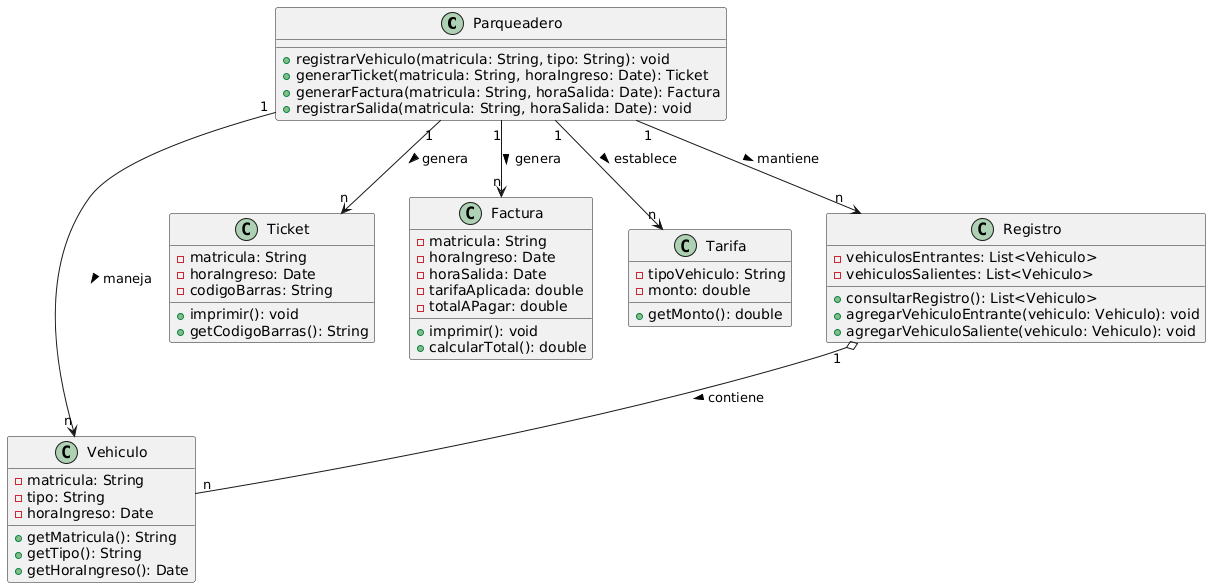 C Parqueadero
registrarVehiculo(matricula: String, tipo: String): void
generarTicket(matricula: String, horaIngreso: Date): Ticket
generarFactura(matricula: String, horaSalida: Date): Factura
registrarSalida(matricula: String, horaSalida: Date): void
1
1
1
1
1
genera
genera
establece
mantiene
n
n
n
n
C Ticket
matricula: String
horaIngreso: Date
codigoBarras: String
imprimir(): void
getCodigoBarras(): String
C Factura
matricula: String
horaIngreso: Date
horaSalida: Date
tarifaAplicada: double
totalAPagar: double
imprimir(): void
calcularTotal(): double
C Tarifa
tipoVehiculo: String
monto: double
getMonto(): double
C Registro
vehiculosEntrantes: List<Vehiculo>
vehiculosSalientes: List<Vehiculo>
consultarRegistro(): List<Vehiculo>
agregarVehiculoEntrante(vehiculo: Vehiculo): void
agregarVehiculoSaliente(vehiculo: Vehiculo): void
maneja
1
contiene
n
n
C Vehiculo
matricula: String
tipo: String
horaIngreso: Date
getMatricula(): String
getTipo(): String
getHoraIngreso(): Date